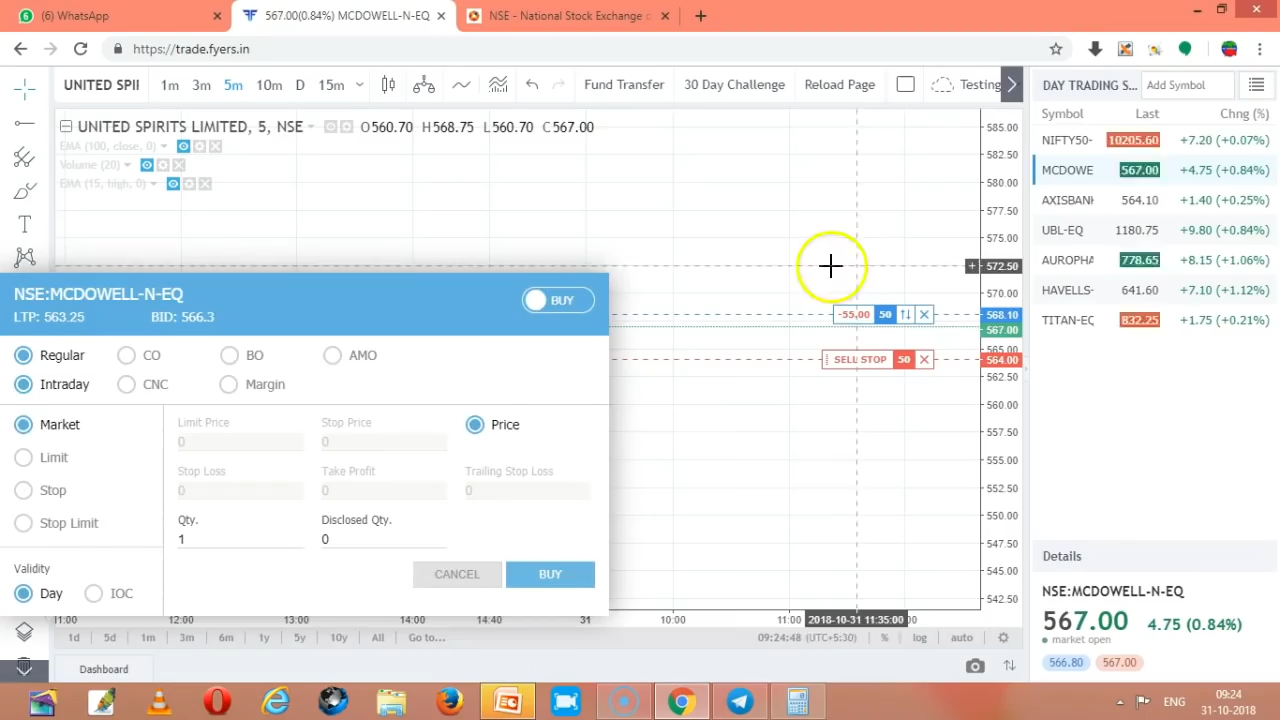 (6) WhatsApp
567.00(0.84%) MCDOWELL-N-EQ
NSE - National Stock Exchange
https://trade.fyers.in
UNITED SPII
1m 3m 5m 10m D 15m
Fund Transfer
30 Day Challenge
Reload Page
Testing
DAY TRADING S...
Add Symbol
UNITED SPIRITS LIMITED, 5, NSE
O560.70 H568.75 L560.70 C567.00
EMA (100, close, 0)
Volume (20)
EMA (15, high, 0)
585.00
582.50
580.00
577.50
575.00
572.50
570.00
568.10
567.00
565.00
564.00
562.50
560.00
557.50
555.00
552.50
550.00
547.50
545.00
542.50
-55.00 50
SELL STOP 50
NSE:MCDOWELL-N-EQ
LTP: 563.25 BID: 566.3
BUY
Regular CO BO AMO
Intraday CNC Margin
Market
Limit
Stop
Stop Limit
Validity
Day IOC
Limit Price
0
Stop Price
0
Price
Stop Loss
0
Take Profit
0
Trailing Stop Loss
0
Qty.
1
Disclosed Qty.
0
CANCEL
BUY
11:00 12:00 13:00 14:00 14:40 31 10:00 11:00 2018-10-31 11:35:00
1d 5d 1m 3m 6m 1y 5y 10y All Go to...
09:24:48 (UTC+5:30) % log auto
Dashboard
Symbol Last Chng (%)
NIFTY50- 10205.60 +7.20 (+0.07%)
MCDOWE 567.00 +4.75 (+0.84%)
AXISBANK 564.10 +1.40 (+0.25%)
UBL-EQ 1180.75 +9.80 (+0.84%)
AUROPHA 778.65 +8.15 (+1.06%)
HAVELLS- 641.60 +7.10 (+1.12%)
TITAN-EQ 832.25 +1.75 (+0.21%)
Details
NSE:MCDOWELL-N-EQ
567.00 4.75 (0.84%)
market open
566.80 567.00
ENG
09:24
31-10-2018